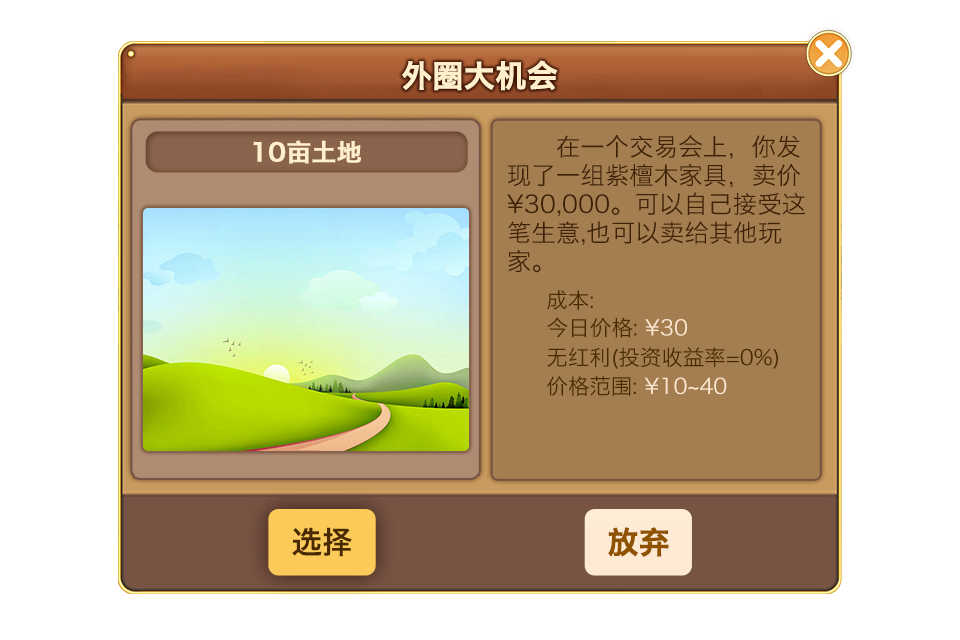 外圈大机会
10亩土地
在一个交易会上，你发
现了一组紫檀木家具，卖价
¥30,000。可以自己接受这
笔生意,也可以卖给其他玩
家。
成本:
今日价格: ¥30
无红利(投资收益率=0%)
价格范围: ¥10~40
选择
放弃